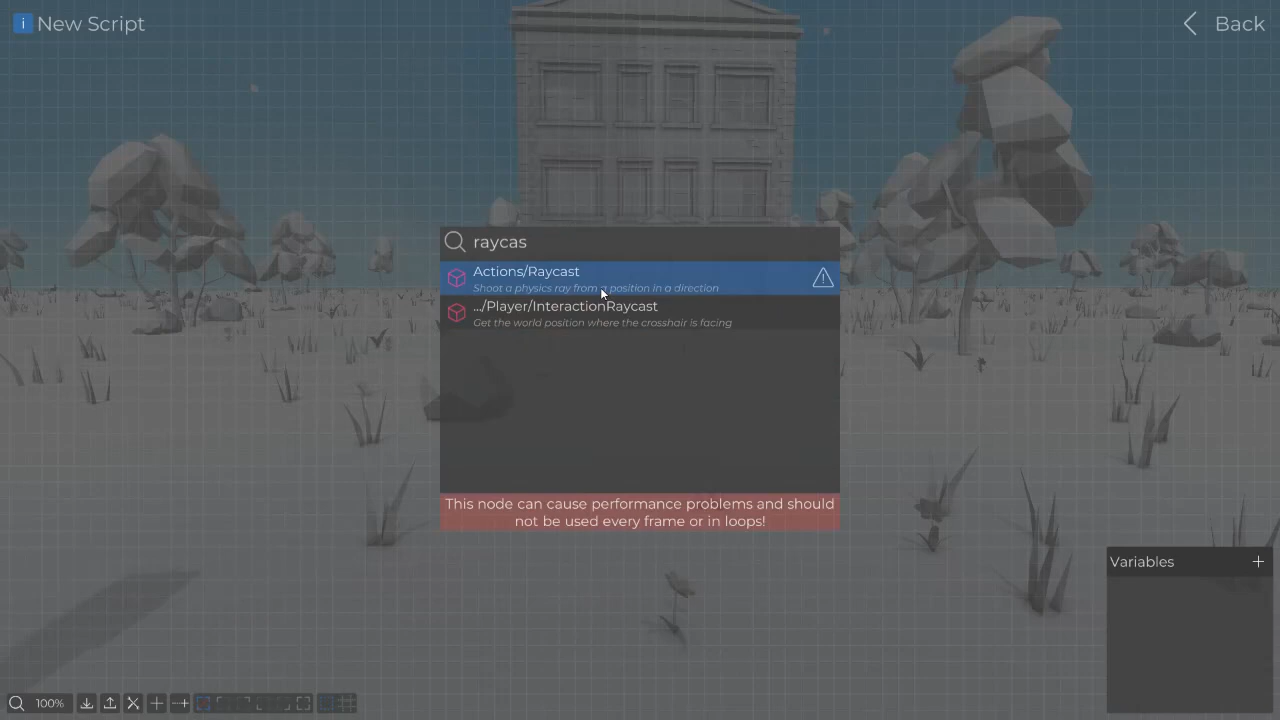 i New Script
Back
raycas
Actions/Raycast
Shoot a physics ray from a position in a direction
.../Player/InteractionRaycast
Get the world position where the crosshair is facing
This node can cause performance problems and should
not be used every frame or in loops!
Variables +
100%